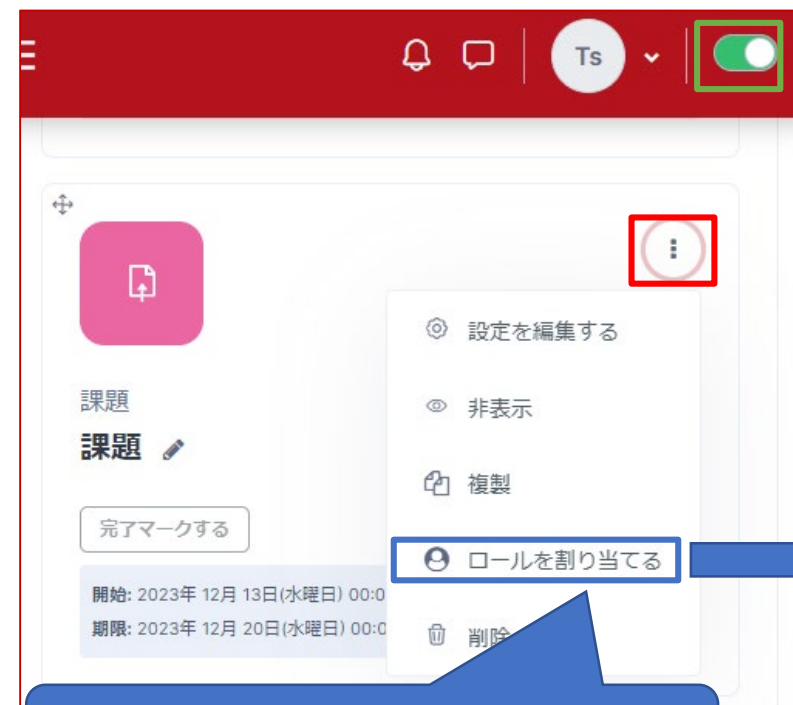 Ts
設定を編集する
課題
非表示
課題
複製
完了マークする
ロールを割り当てる
開始: 2023年 12月 13日(水曜日) 00:0
期限: 2023年 12月 20日(水曜日) 00:0
削除